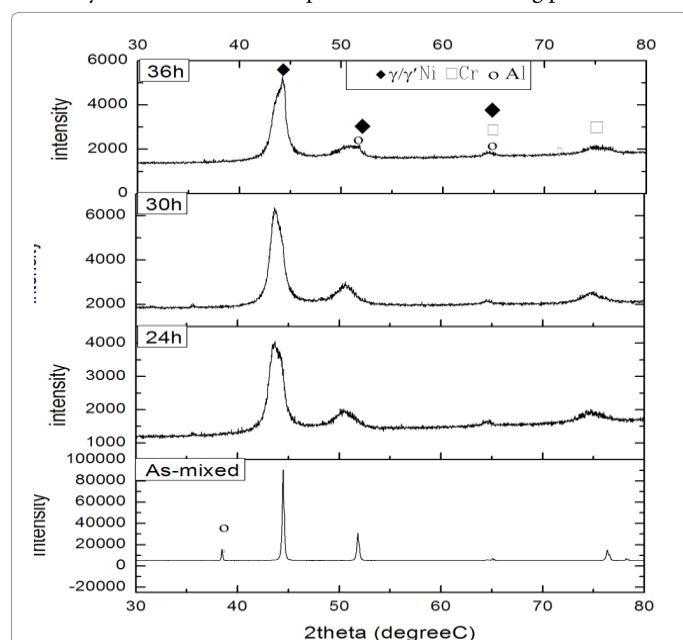 30 40 50 60 70 80
6000
36h
◆ γ/γ′Ni □Cr o Al
4000
intensity
2000
0
30h
6000
4000
2000
24h
4000
3000
intensity
2000
1000
100000
As-mixed
80000
60000
intensity
40000
20000
0
-20000
30 40 50 60 70 80
2theta (degreeC)